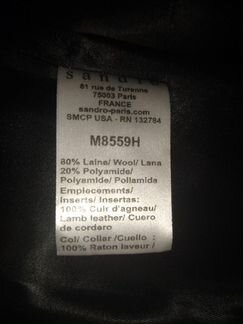 sandro
81 rue de Turenne
75003 Paris
FRANCE
sandro-paris.com
SMCP USA - RN 132784
M8559H
80% Laine/ Wool/ Lana
20% Polyamide/
Polyamide/ Poliamida
Empiecements/
Inserts/ Insertas:
100% Cuir d'agneau/
Lamb leather/ Cuero
de cordero
Col/ Collar /Cuello :
100% Raton laveur /